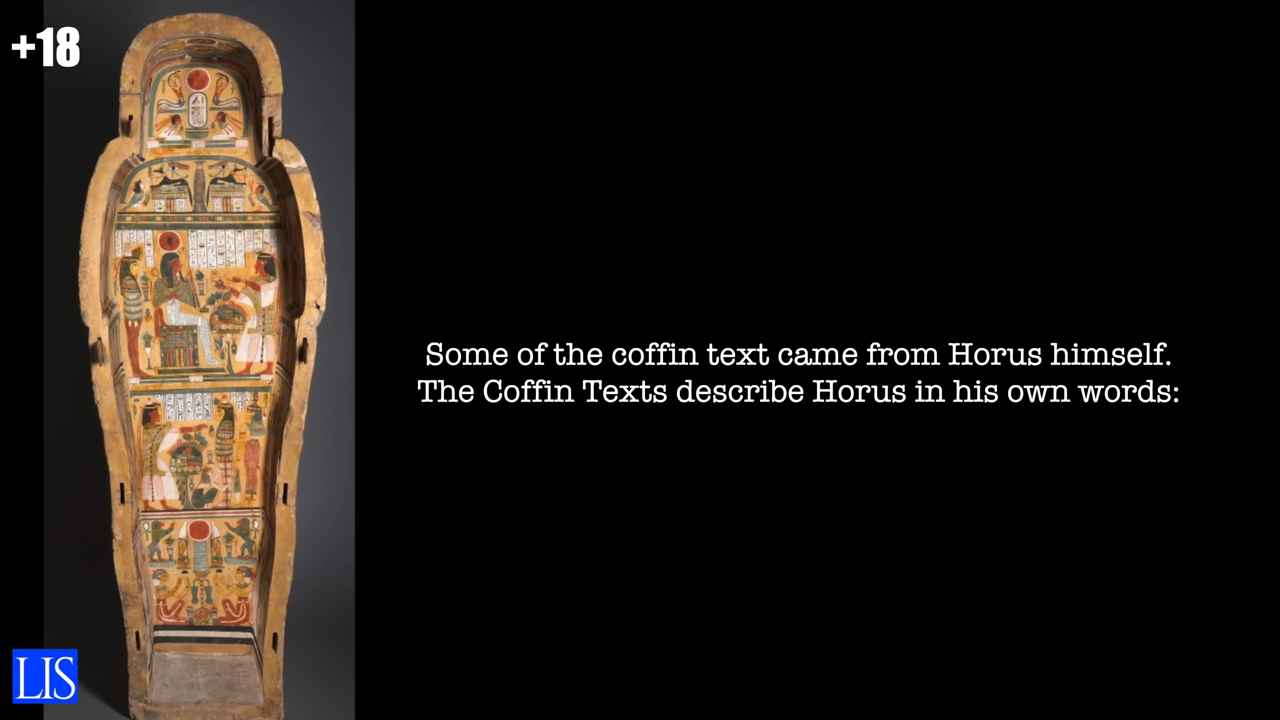 +18
Some of the coffin text came from Horus himself.
The Coffin Texts describe Horus in his own words:
LIS